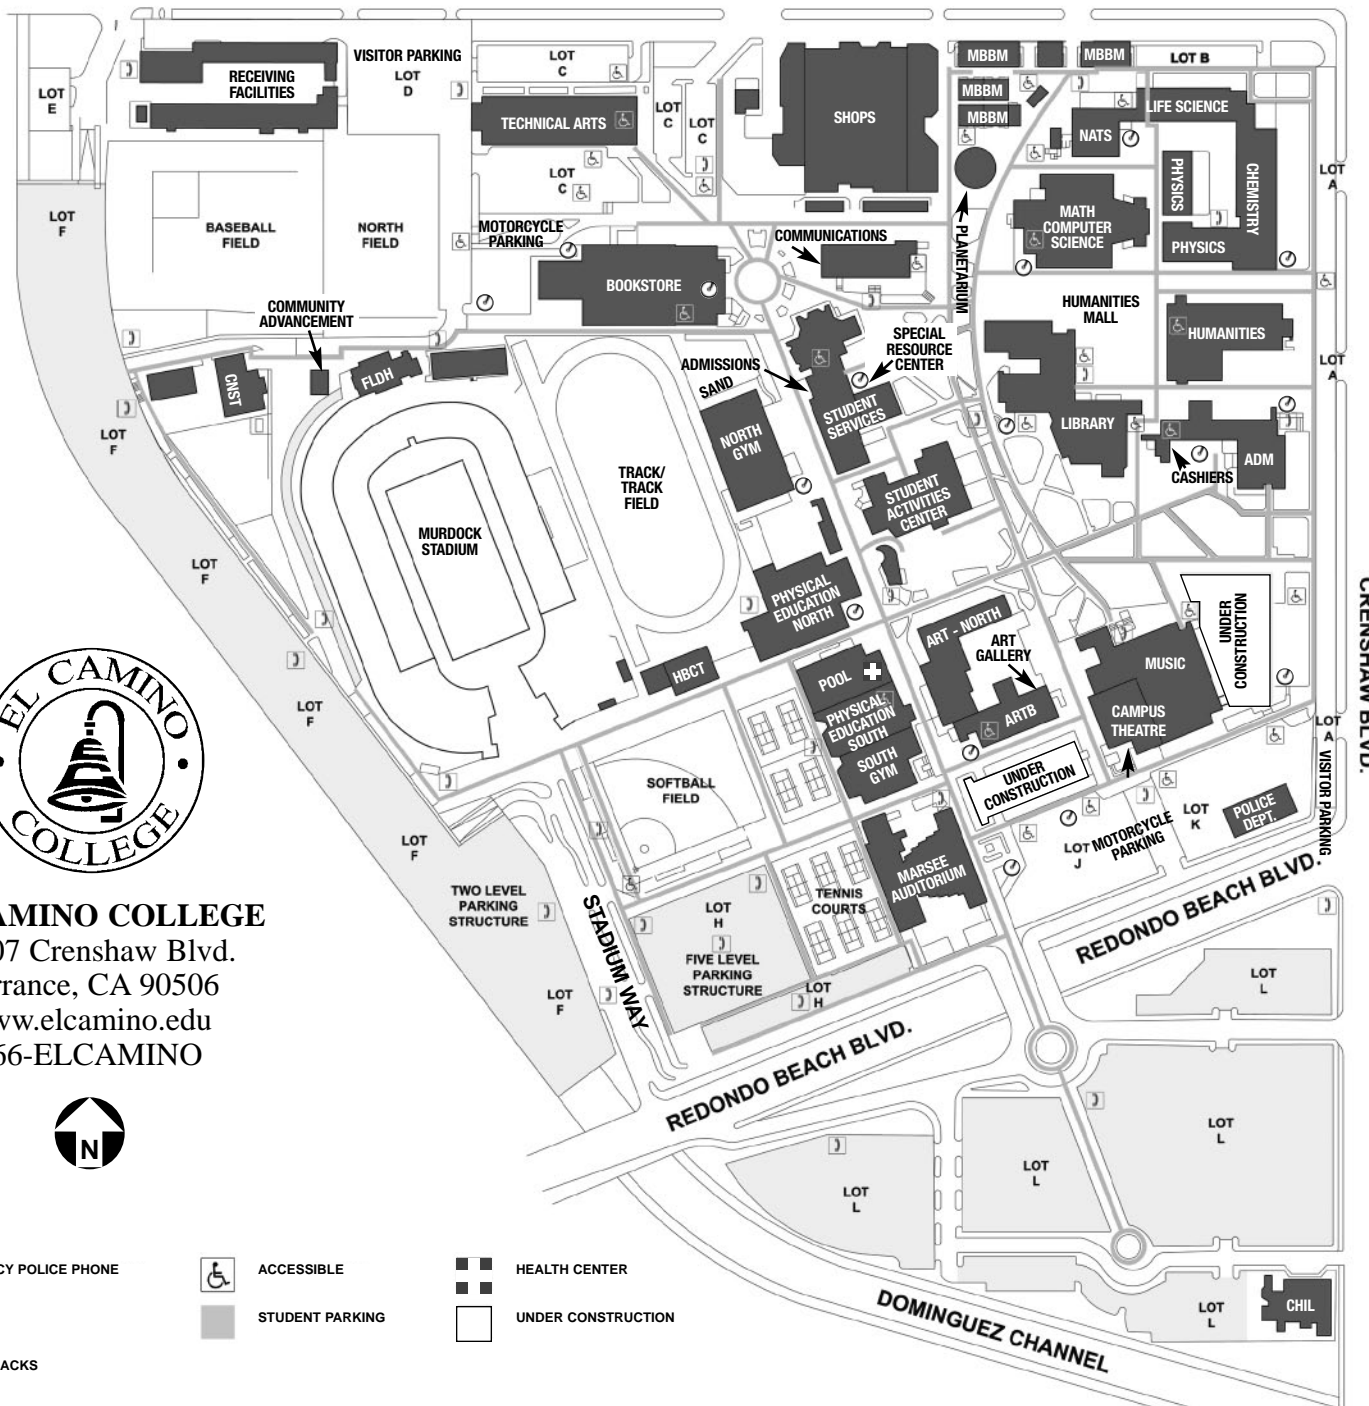 LOT
E
RECEIVING
FACILITIES
VISITOR PARKING
LOT
D
LOT
C
TECHNICAL ARTS
LOT
C
LOT
C
LOT
C
SHOPS
MBBM
MBBM
LOT B
MBBM
MBBM
LIFE SCIENCE
NATS
PHYSICS
CHEMISTRY
LOT
A
LOT
F
BASEBALL
FIELD
NORTH
FIELD
MOTORCYCLE
PARKING
BOOKSTORE
COMMUNICATIONS
PLANETARIUM
MATH
COMPUTER
SCIENCE
PHYSICS
COMMUNITY
ADVANCEMENT
HUMANITIES
MALL
HUMANITIES
LOT
A
CNST
FLDH
ADMISSIONS
SPECIAL
RESOURCE
CENTER
SAND
NORTH
GYM
STUDENT
SERVICES
LIBRARY
CASHIERS
ADM
LOT
F
MURDOCK
STADIUM
TRACK/
TRACK
FIELD
STUDENT
ACTIVITIES
CENTER
LOT
F
PHYSICAL
EDUCATION
NORTH
ART - NORTH
ART
GALLERY
ARTB
MUSIC
UNDER
CONSTRUCTION
CRENSHAW BLVD.
CAMPUS
THEATRE
LOT
A
VISITOR PARKING
HBCT
POOL
PHYSICAL
EDUCATION
SOUTH
SOUTH
GYM
UNDER
CONSTRUCTION
LOT
F
SOFTBALL
FIELD
LOT
K
POLICE
DEPT.
LOT
J
MOTORCYCLE
PARKING
LOT
F
TWO LEVEL
PARKING
STRUCTURE
STADIUM WAY
TENNIS
COURTS
MARSEE
AUDITORIUM
LOT
H
FIVE LEVEL
PARKING
STRUCTURE
LOT
H
LOT
F
REDONDO BEACH BLVD.
REDONDO BEACH BLVD.
LOT
L
LOT
L
LOT
L
LOT
L
LOT
L
CHIL
DOMINGUEZ CHANNEL
EL CAMINO
COLLEGE
AMINO COLLEGE
07 Crenshaw Blvd.
rrance, CA 90506
ww.elcamino.edu
66-ELCAMINO
N
CY POLICE PHONE
ACCESSIBLE
HEALTH CENTER
STUDENT PARKING
UNDER CONSTRUCTION
ACKS